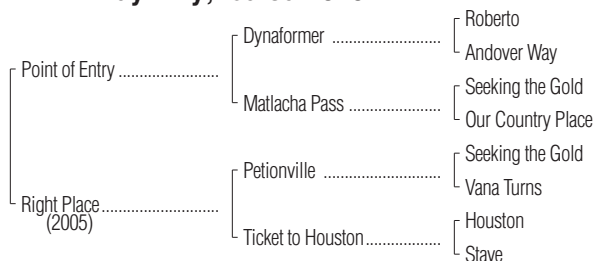 Roberto
Dynaformer ........................
Andover Way
Point of Entry ......................
Seeking the Gold
Matlacha Pass ....................
Our Country Place
Seeking the Gold
Petionville ..........................
Vana Turns
Right Place .........................
(2005)
Houston
Ticket to Houston ................
Stave